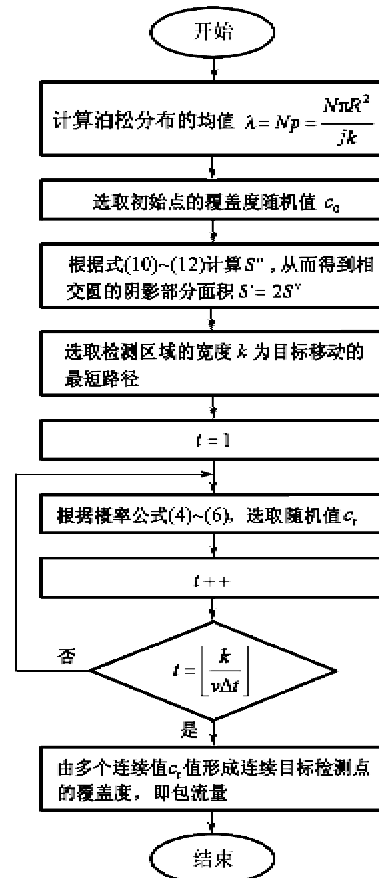 开始
计算泊松分布的均值 λ = Np = NπR²/jk
选取初始点的覆盖度随机值 c₀
根据式(10)~(12)计算S″,从而得到相
交圆的阴影部分面积 S′= 2S″
选取检测区域的宽度 k 为目标移动的
最短路径
t = 1
根据概率公式(4)~(6),选取随机值cₜ
t++
否
t = ⌊k/vΔt⌋
是
由多个连续值cₜ值形成连续目标检测点
的覆盖度,即包流量
结束